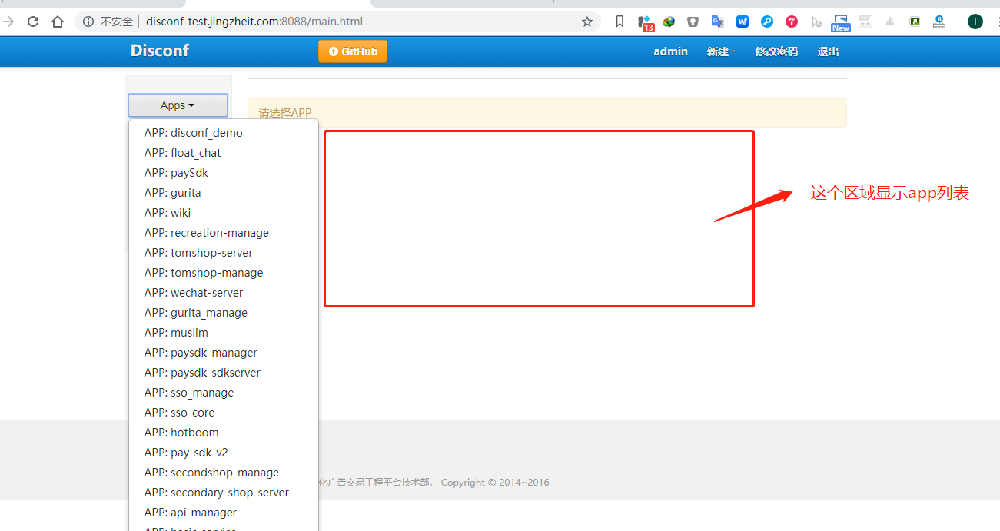 不安全 disconf-test.jingzheit.com:8088/main.html
13
New
I
Disconf
GitHub
admin 新建 修改密码 退出
Apps
请选择APP
APP: disconf_demo
APP: float_chat
APP: paySdk
APP: gurita
APP: wiki
APP: recreation-manage
APP: tomshop-server
APP: tomshop-manage
APP: wechat-server
APP: gurita_manage
APP: muslim
APP: paysdk-manager
APP: paysdk-sdkserver
APP: sso_manage
APP: sso-core
APP: hotboom
APP: pay-sdk-v2
APP: secondshop-manage
APP: secondary-shop-server
APP: api-manager
这个区域显示app列表
化广告交易工程平台技术部， Copyright © 2014~2016